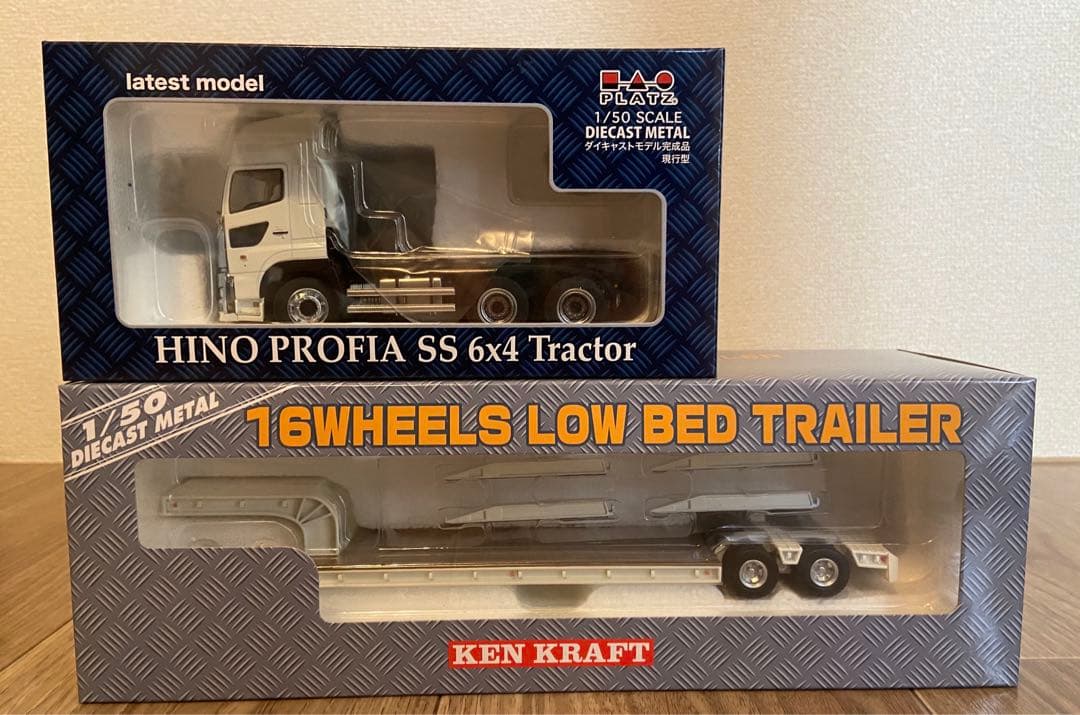 latest model
PLATZ
1/50 SCALE
DIECAST METAL
ダイキャストモデル完成品
現行型
HINO PROFIA SS 6x4 Tractor
1/50
DIECAST METAL
16WHEELS LOW BED TRAILER
KEN KRAFT